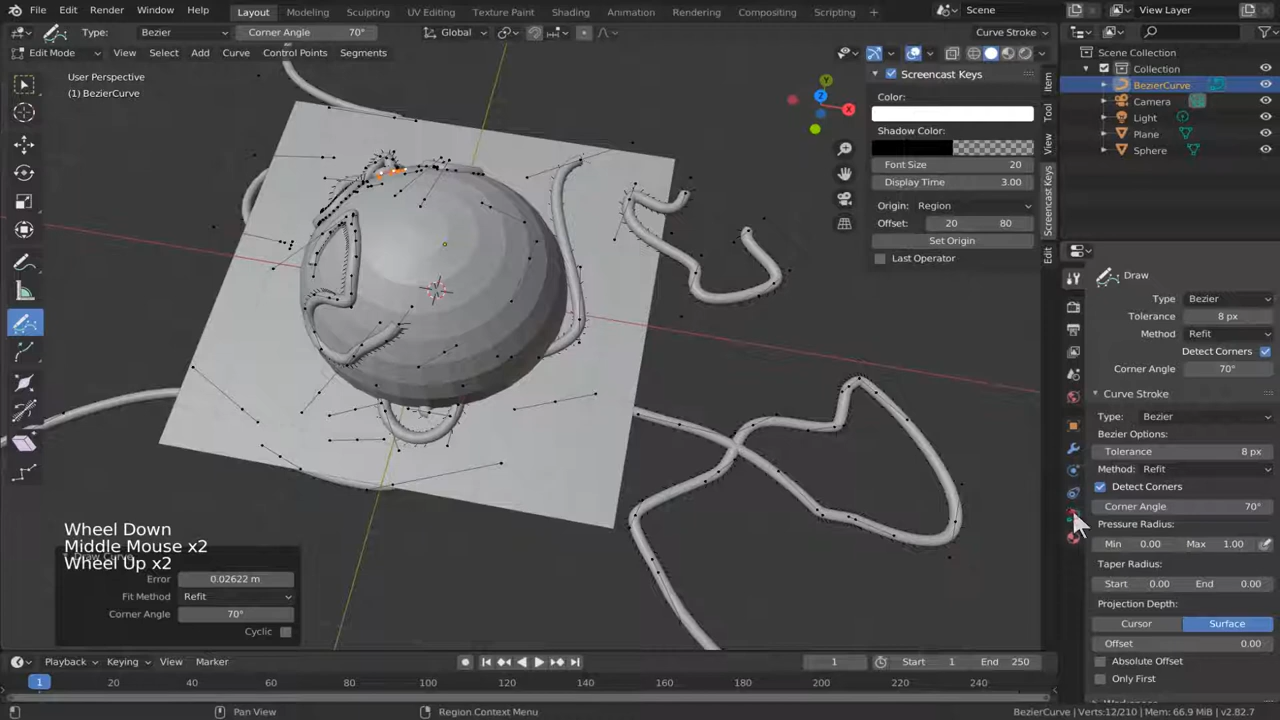 File Edit Render Window Help Layout Modeling Sculpting UV Editing Texture Paint Shading Animation Rendering Compositing Scripting + Scene View Layer
Type: Bezier Corner Angle 70° Global Curve Stroke
Edit Mode View Select Add Curve Control Points Segments
User Perspective
(1) BezierCurve
Screencast Keys
Color:
Shadow Color:
Font Size 20
Display Time 3.00
Origin: Region
Offset: 20 80
Set Origin
Last Operator
Item
Tool
View
Screencast Keys
Edit
Y
Z
X
Scene Collection
Collection
BezierCurve
Camera
Light
Plane
Sphere
Draw
Type Bezier
Tolerance 8 px
Method Refit
Detect Corners
Corner Angle 70°
Curve Stroke
Type: Bezier
Bezier Options:
Tolerance 8 px
Method: Refit
Detect Corners
Corner Angle 70°
Pressure Radius:
Min 0.00 Max 1.00
Taper Radius:
Start 0.00 End 0.00
Projection Depth:
Cursor Surface
Offset 0.00
Absolute Offset
Only First
Wheel Down
Middle Mouse x2
Wheel Up x2
Error 0.02622 m
Fit Method Refit
Corner Angle 70°
Cyclic
Playback Keying View Marker 1 Start 1 End 250
1 20 40 60 80 100 120 140 160 180 200 220 240
Pan View Region Context Menu BezierCurve | Verts:12/210 | Mem: 66.9 MiB | v2.82.7